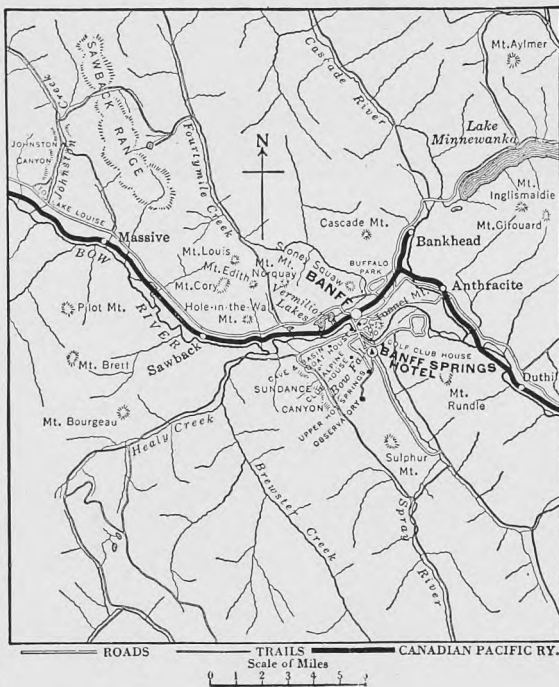 Mt. Aylmer
SAWBACK RANGE
Cascade River
Lake Minnewanka
JOHNSTON CANYON
Johnston Creek
Fourtymile Creek
N
Mt. Inglismaldie
Mt. Girouard
TO LAKE LOUISE
Cascade Mt.
Massive
Bankhead
BOW RIVER
Mt. Louis
Mt. Edith
Mt. Norquay
Stoney Squaw Mt.
BUFFALO PARK
BANFF
Anthracite
Mt. Cory
Vermilion Lakes
Tunnel Mt.
Hole-in-the-Wall Mt.
Pilot Mt.
Sawback
GOLF CLUB HOUSE
BANFF SPRINGS HOTEL
CAVE & BASIN
ALPINE CLUB HOUSE
Bow Falls
Duthil
Mt. Brett
SUNDANCE CANYON
UPPER HOT SPRINGS
OBSERVATORY
Mt. Rundle
Mt. Bourgeau
Healy Creek
Sulphur Mt.
Brewster Creek
Spray River
ROADS TRAILS CANADIAN PACIFIC RY.
Scale of Miles
0 1 2 3 4 5